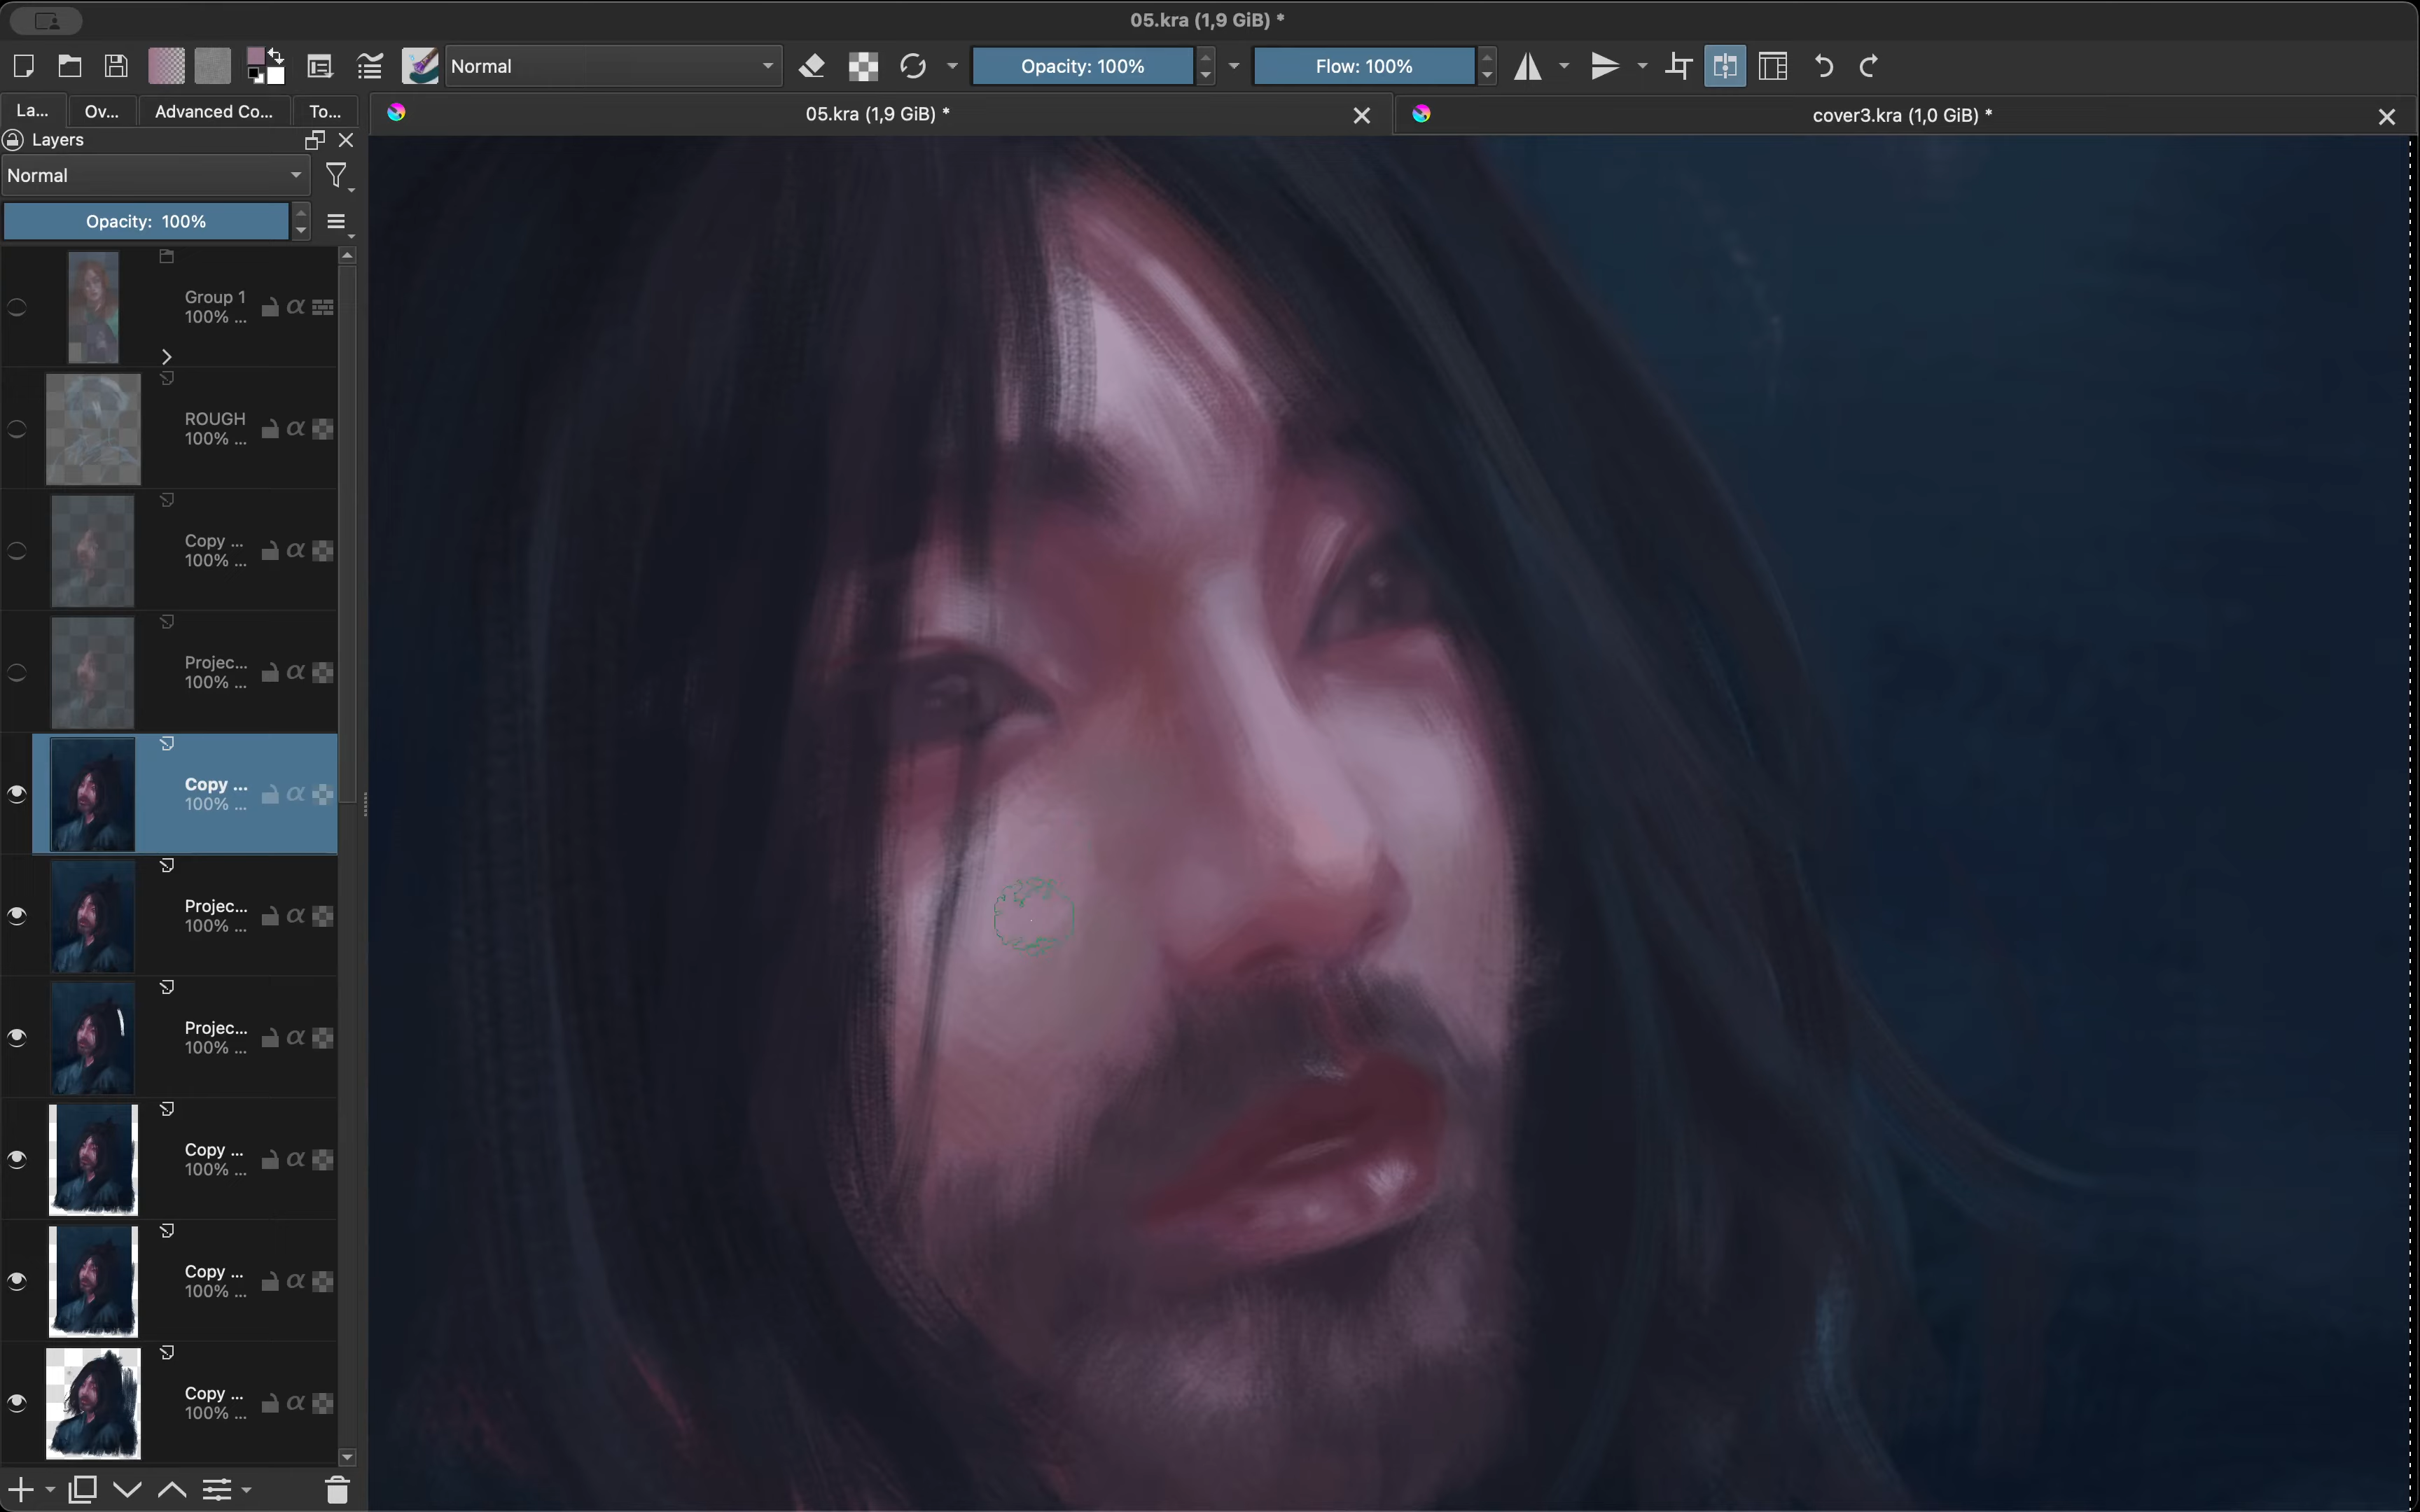 05.kra (1,9 GiB) *
Normal
Opacity: 100%
Flow: 100%
La...
Ov...
Advanced Co...
To...
05.kra (1,9 GiB) *
cover3.kra (1,0 GiB) *
Layers
Normal
Opacity: 100%
Group 1
100% ...
ROUGH
100% ...
Copy ...
100% ...
Projec...
100% ...
Copy ...
100% ...
Projec...
100% ...
Projec...
100% ...
Copy ...
100% ...
Copy ...
100% ...
Copy ...
100% ...